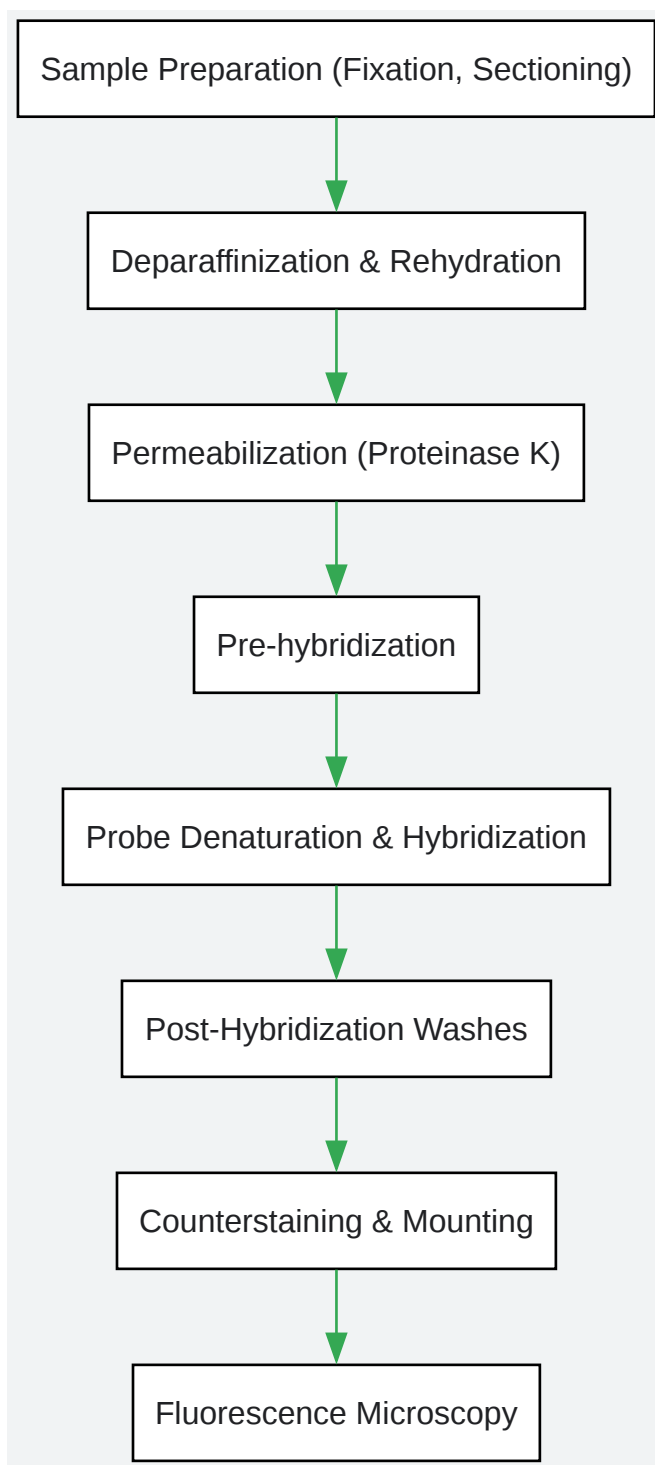 Sample Preparation (Fixation, Sectioning)
Deparaffinization & Rehydration
Permeabilization (Proteinase K)
Pre-hybridization
Probe Denaturation & Hybridization
Post-Hybridization Washes
Counterstaining & Mounting
Fluorescence Microscopy